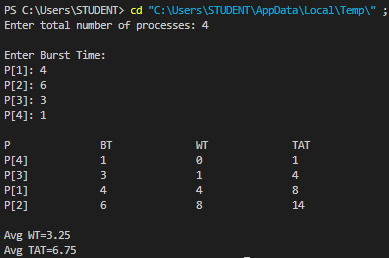 PS C:\Users\STUDENT> cd "C:\Users\STUDENT\AppData\Local\Temp\" ;
Enter total number of processes: 4
Enter Burst Time:
P[1]: 4
P[2]: 6
P[3]: 3
P[4]: 1
P BT WT TAT
P[4] 1 0 1
P[3] 3 1 4
P[1] 4 4 8
P[2] 6 8 14
Avg WT=3.25
Avg TAT=6.75